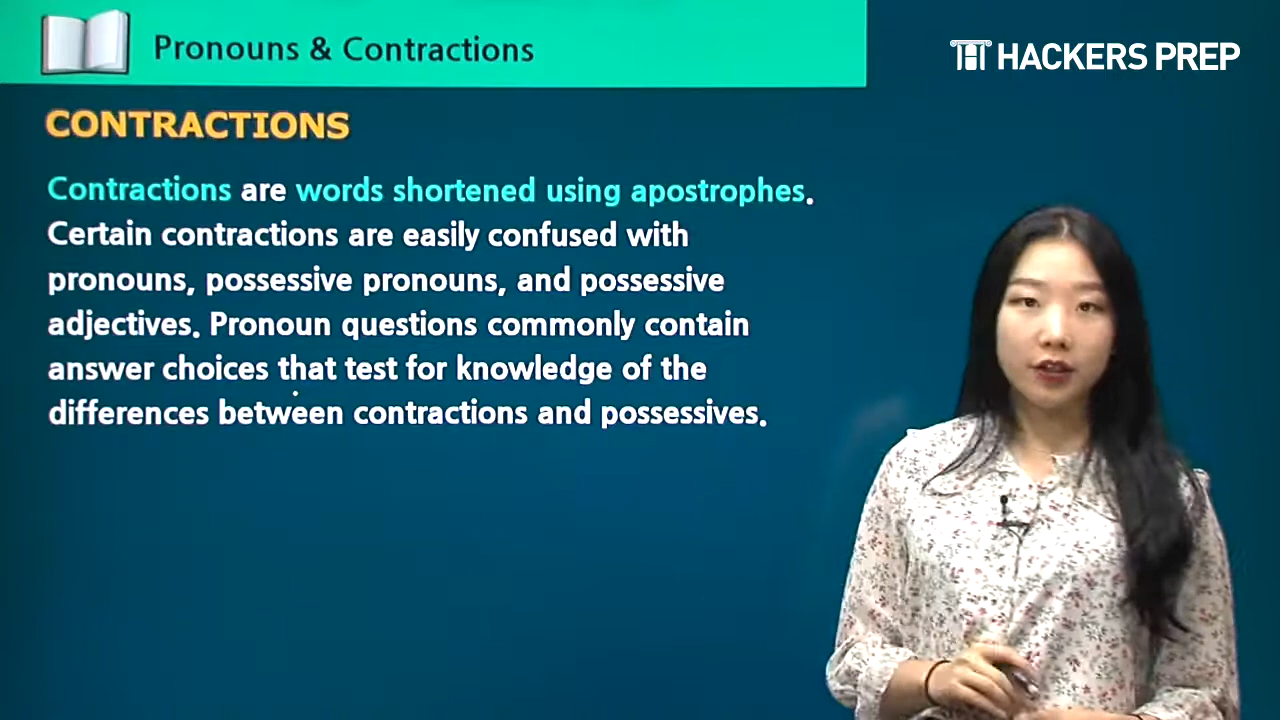 Pronouns & Contractions
HACKERS PREP
CONTRACTIONS
Contractions are words shortened using apostrophes.
Certain contractions are easily confused with
pronouns, possessive pronouns, and possessive
adjectives. Pronoun questions commonly contain
answer choices that test for knowledge of the
differences between contractions and possessives.